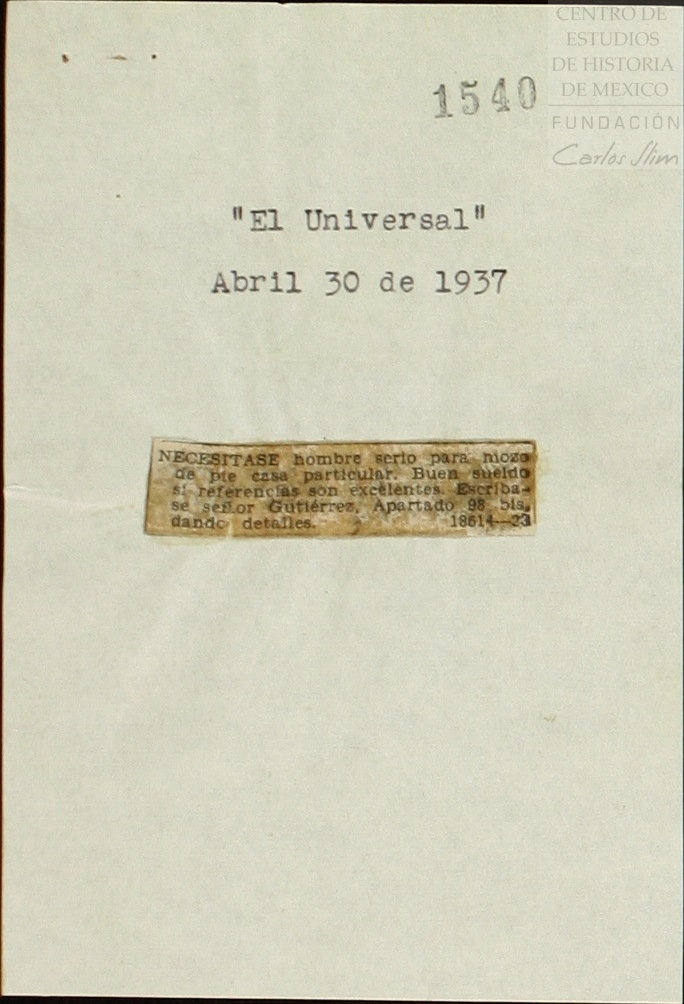 CENTRO DE
ESTUDIOS
DE HISTORIA
DE MEXICO
FUNDACIÓN
Carlos Slim
1540
"El Universal"
Abril 30 de 1937
NECESITASE hombre serio para mozo
de pie casa particular. Buen sueldo
si referencias son excelentes. Escriba-
se señor Gutiérrez, Apartado 98 bis,
dando detalles. 18614—23